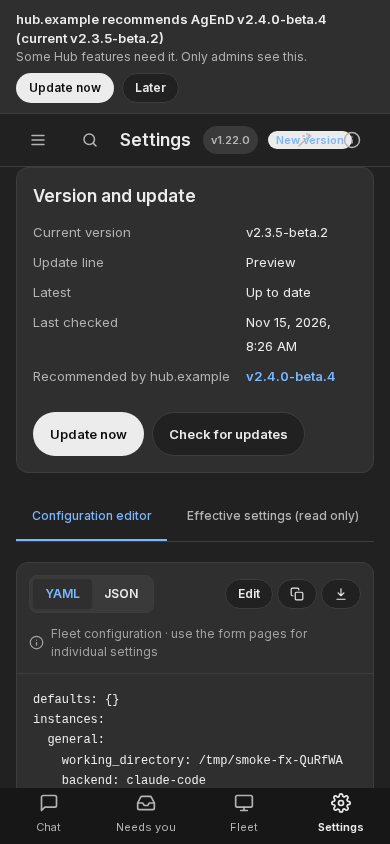 hub.example recommends AgEnD v2.4.0-beta.4
(current v2.3.5-beta.2)
Some Hub features need it. Only admins see this.
Update now
Later
Settings
v1.22.0
New version
Version and update
Current version v2.3.5-beta.2
Update line Preview
Latest Up to date
Last checked Nov 15, 2026,
8:26 AM
Recommended by hub.example v2.4.0-beta.4
Update now
Check for updates
Configuration editor
Effective settings (read only)
YAML
JSON
Edit
Fleet configuration · use the form pages for
individual settings
defaults: {}
instances:
general:
working_directory: /tmp/smoke-fx-QuRfWA
backend: claude-code
Chat
Needs you
Fleet
Settings